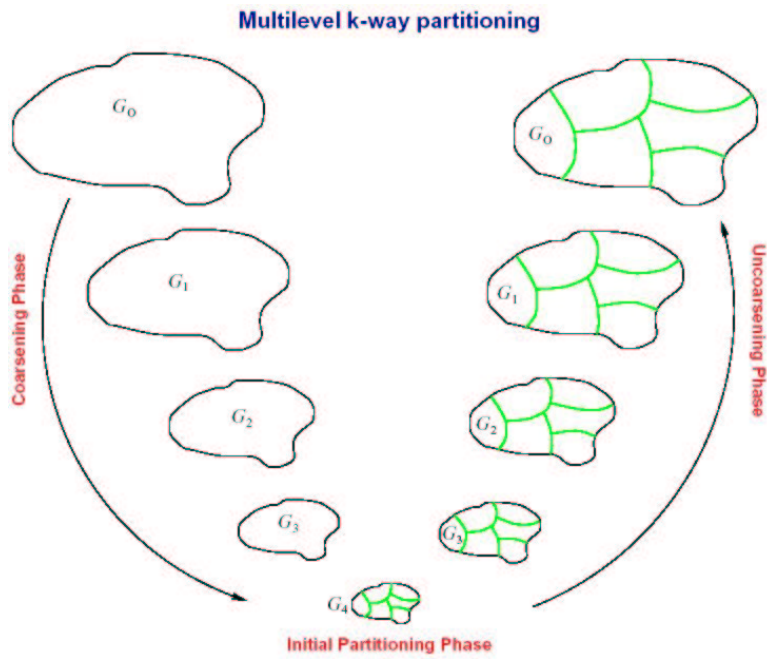 Multilevel k-way partitioning
G0
G0
Coarsening Phase
Uncoarsening Phase
G1
G1
G2
G2
G3
G3
G4
Initial Partitioning Phase